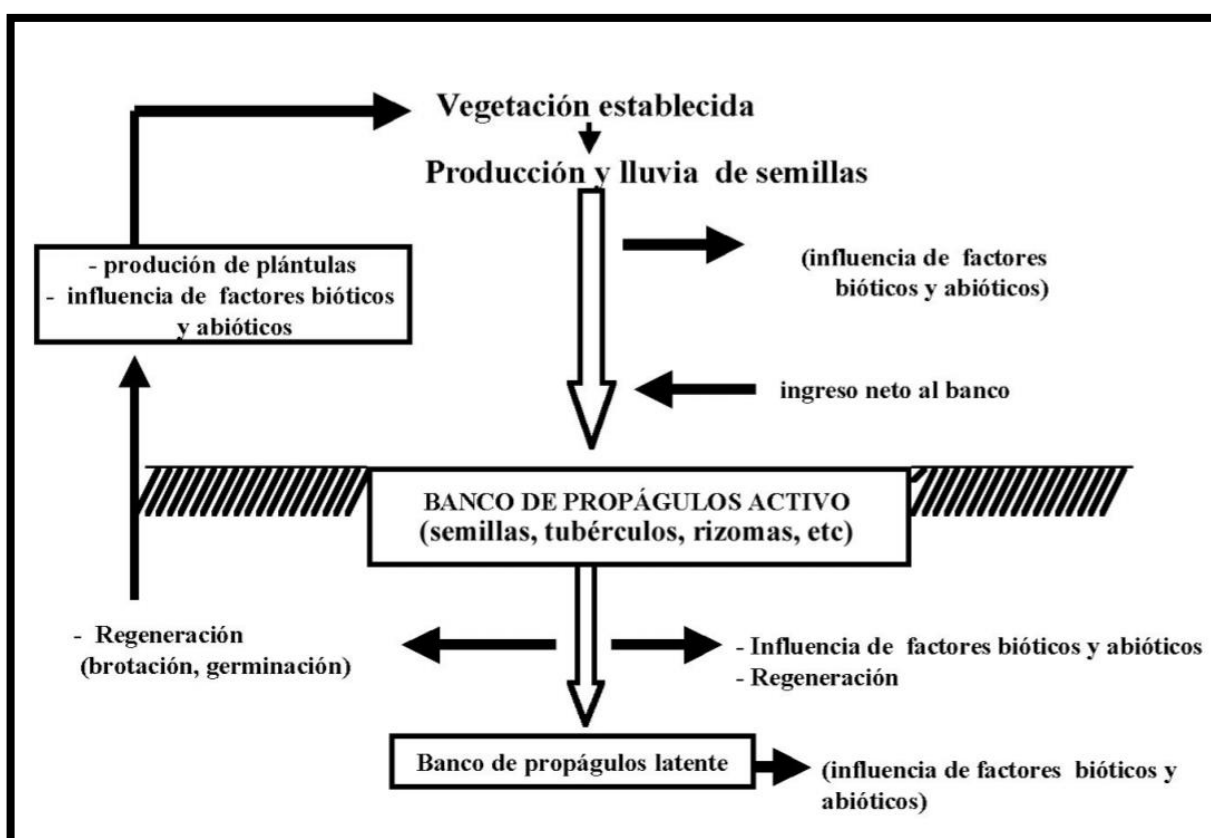 Vegetación establecida
Producción y lluvia de semillas
(influencia de factores
bióticos y abióticos)
- produción de plántulas
- influencia de factores bióticos
y abióticos
ingreso neto al banco
BANCO DE PROPÁGULOS ACTIVO
(semillas, tubérculos, rizomas, etc)
- Regeneración
(brotación, germinación)
- Influencia de factores bióticos y abióticos
- Regeneración
Banco de propágulos latente
(influencia de factores bióticos y
abióticos)